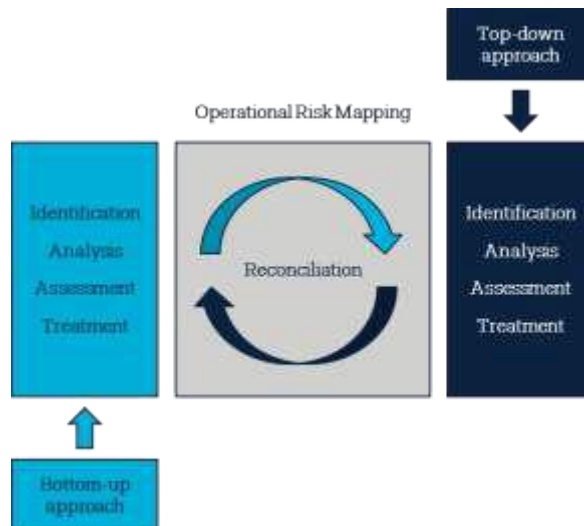 Top-down
approach
Operational Risk Mapping
Identification
Analysis
Assessment
Treatment
Reconciliation
Identification
Analysis
Assessment
Treatment
Bottom-up
approach